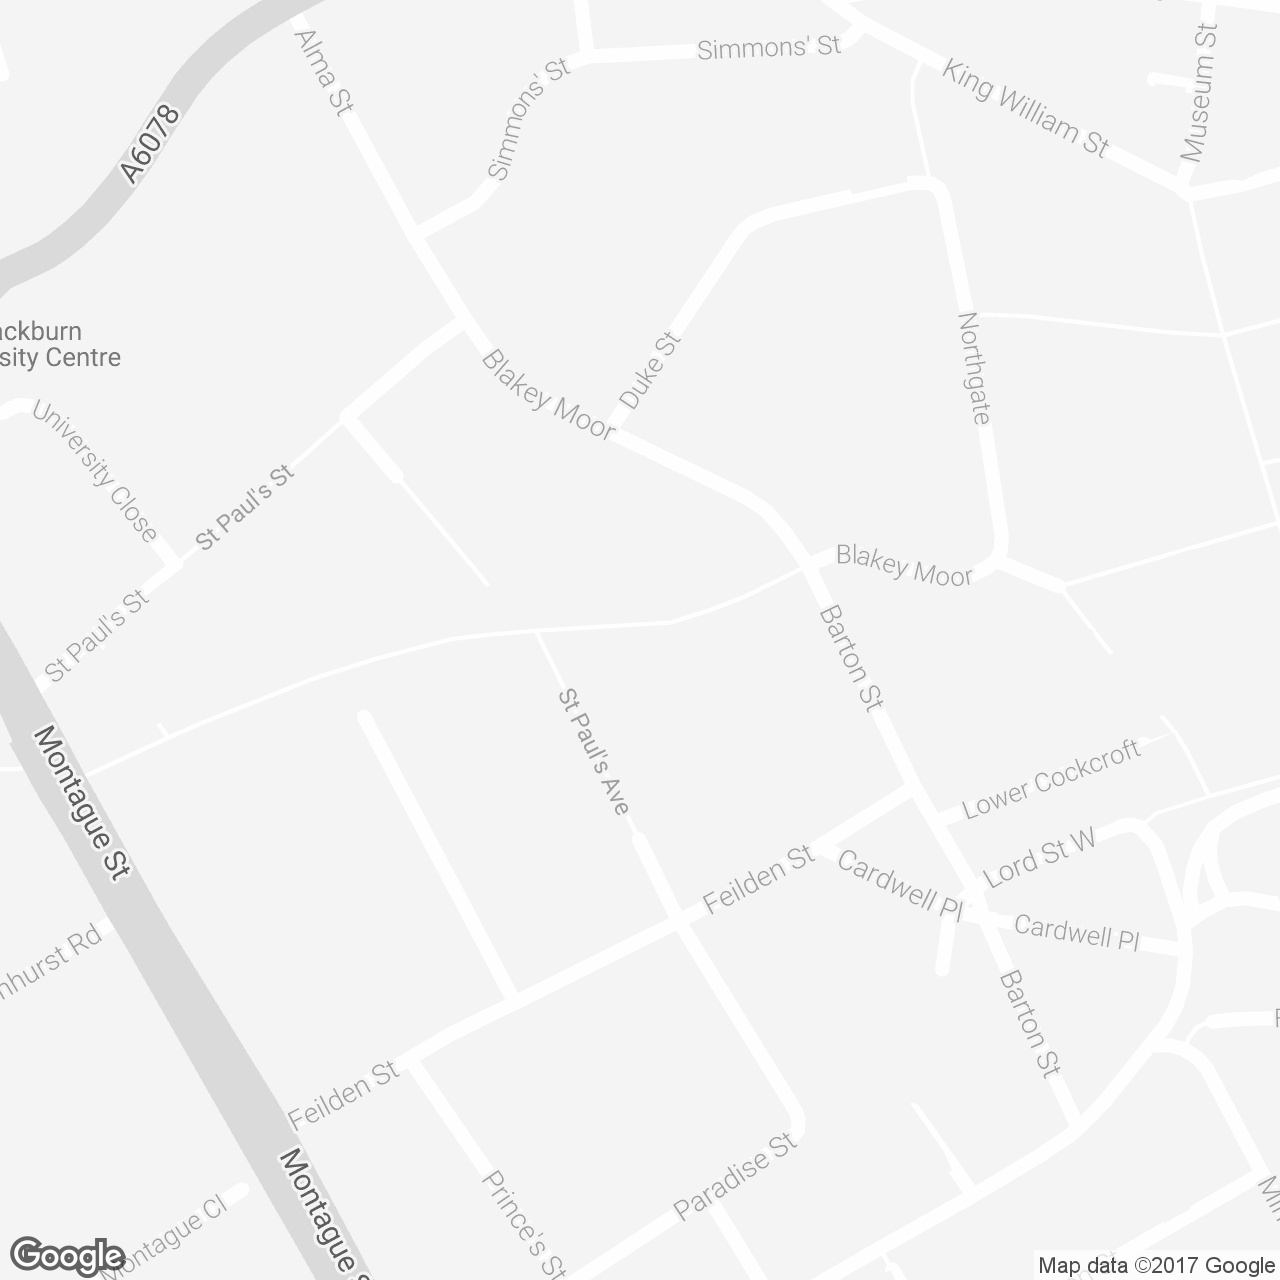 Alma St
Simmons' St
Simmons' St
King William St
Museum St
A6078
ackburn
sity Centre
University Close
St Paul's St
St Paul's St
Blakey Moor
Duke St
Northgate
Blakey Moor
Barton St
St Paul's Ave
Montague St
Lower Cockcroft
Lord St W
Feilden St
Cardwell Pl
Cardwell Pl
nhurst Rd
Barton St
Feilden St
Montague St
Montague Cl
Prince's St
Paradise St
St
Google
Map data ©2017 Google